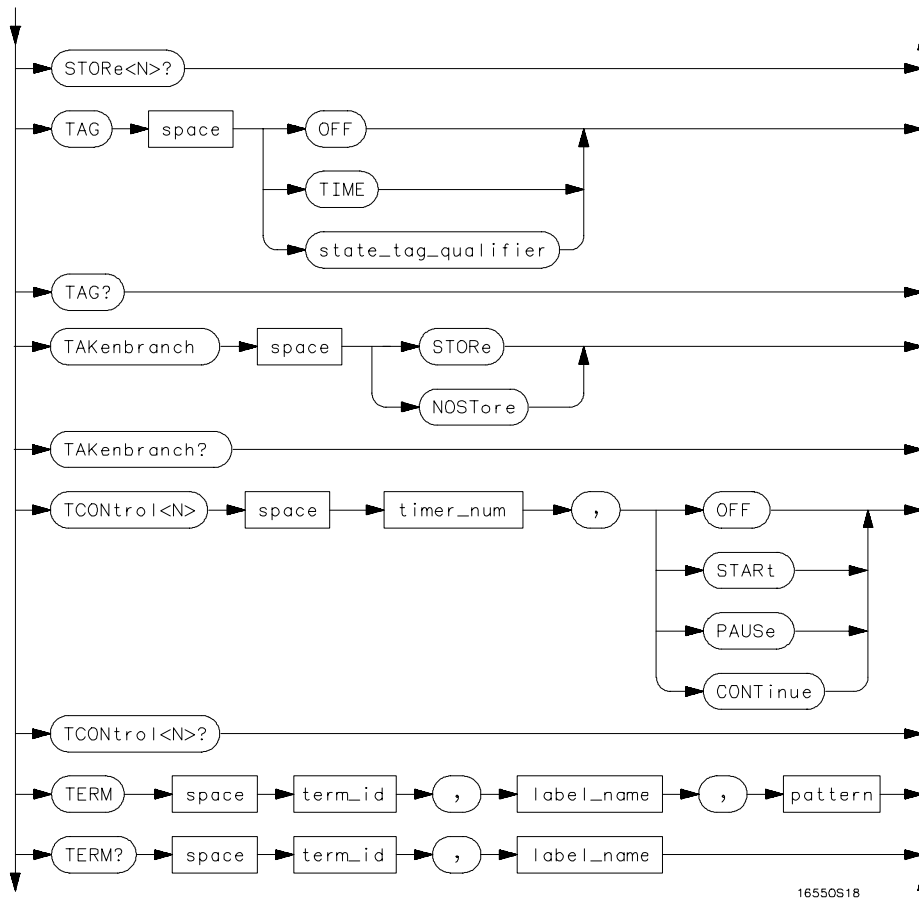 STORe<N>?
TAG space OFF
TIME
state_tag_qualifier
TAG?
TAKenbranch space STORe
NOSTore
TAKenbranch?
TCONtrol<N> space timer_num , OFF
STARt
PAUSe
CONTinue
TCONtrol<N>?
TERM space term_id , label_name , pattern
TERM? space term_id , label_name
16550S18